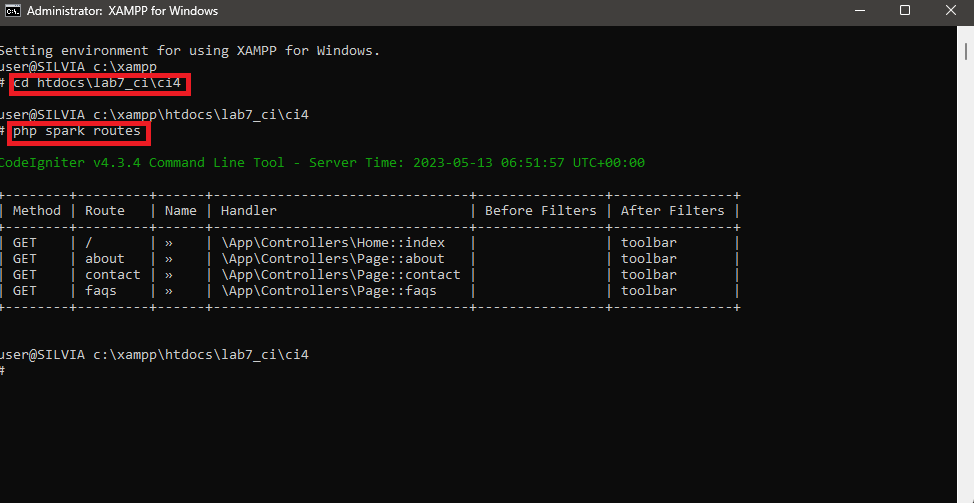 Administrator: XAMPP for Windows
Setting environment for using XAMPP for Windows.
user@SILVIA c:\xampp
# cd htdocs\lab7_ci\ci4
user@SILVIA c:\xampp\htdocs\lab7_ci\ci4
# php spark routes
CodeIgniter v4.3.4 Command Line Tool - Server Time: 2023-05-13 06:51:57 UTC+00:00
+--------+---------+------+--------------------------------+----------------+---------------+
| Method | Route   | Name | Handler                        | Before Filters | After Filters |
+--------+---------+------+--------------------------------+----------------+---------------+
| GET    | /       | »    | \App\Controllers\Home::index   |                | toolbar       |
| GET    | about   | »    | \App\Controllers\Page::about   |                | toolbar       |
| GET    | contact | »    | \App\Controllers\Page::contact |                | toolbar       |
| GET    | faqs    | »    | \App\Controllers\Page::faqs    |                | toolbar       |
+--------+---------+------+--------------------------------+----------------+---------------+
user@SILVIA c:\xampp\htdocs\lab7_ci\ci4
#